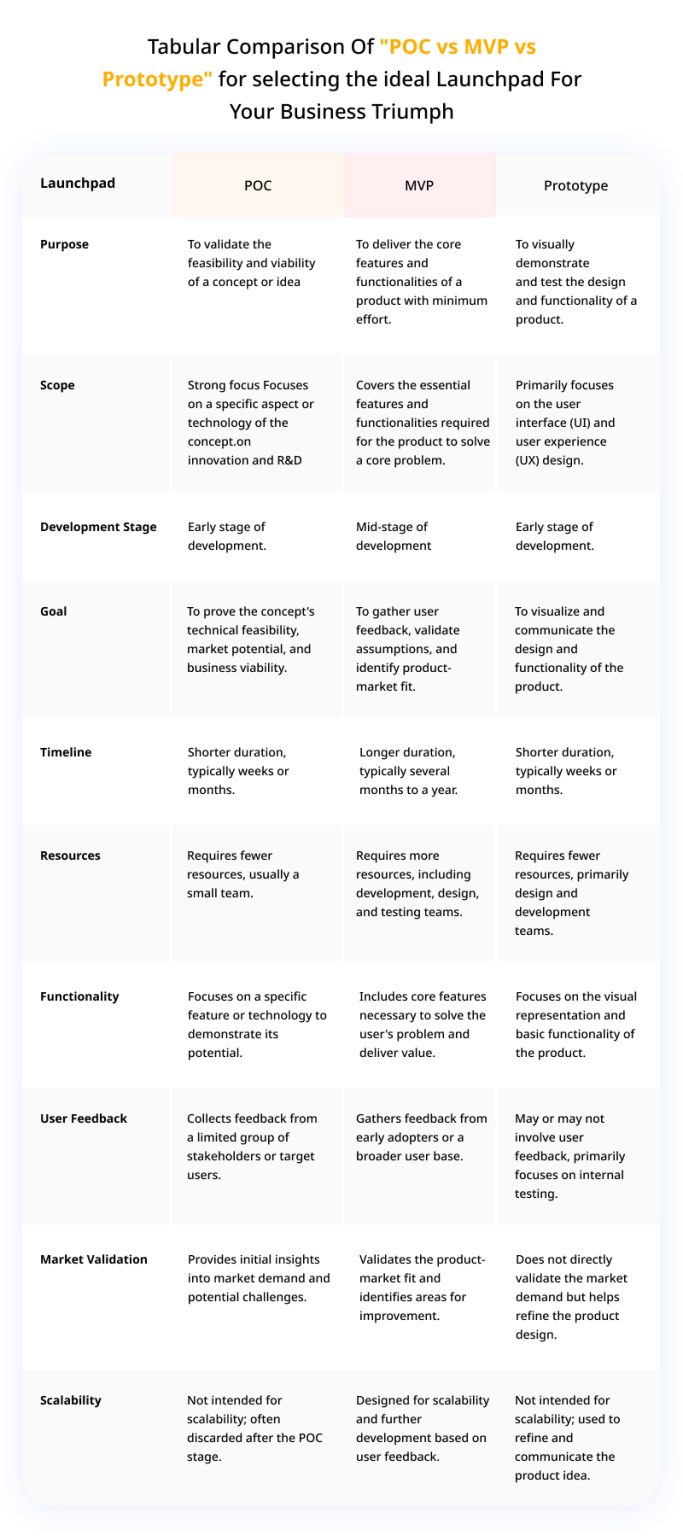 Tabular Comparison Of "POC vs MVP vs
Prototype" for selecting the ideal Launchpad For
Your Business Triumph
Launchpad
POC
MVP
Prototype
Purpose
To validate the
feasibility and viability
of a concept or idea
To deliver the core
features and
functionalities of a
product with minimum
effort.
To visually
demonstrate
and test the design
and functionality of a
product.
Scope
Strong focus Focuses
on a specific aspect or
technology of the
concept.on
innovation and R&D
Covers the essential
features and
functionalities required
for the product to solve
a core problem.
Primarily focuses
on the user
interface (UI) and
user experience
(UX) design.
Development Stage
Early stage of
development.
Mid-stage of
development
Early stage of
development.
Goal
To prove the concept's
technical feasibility,
market potential, and
business viability.
To gather user
feedback, validate
assumptions, and
identify product-
market fit.
To visualize and
communicate the
design and
functionality of the
product.
Timeline
Shorter duration,
typically weeks or
months.
Longer duration,
typically several
months to a year.
Shorter duration,
typically weeks or
months.
Resources
Requires fewer
resources, usually a
small team.
Requires more
resources, including
development, design,
and testing teams.
Requires fewer
resources, primarily
design and
development
teams.
Functionality
Focuses on a specific
feature or technology to
demonstrate its
potential.
Includes core features
necessary to solve the
user's problem and
deliver value.
Focuses on the visual
representation and
basic functionality of
the product.
User Feedback
Collects feedback from
a limited group of
stakeholders or target
users.
Gathers feedback from
early adopters or a
broader user base.
May or may not
involve user
feedback, primarily
focuses on internal
testing.
Market Validation
Provides initial insights
into market demand and
potential challenges.
Validates the product-
market fit and
identifies areas for
improvement.
Does not directly
validate the market
demand but helps
refine the product
design.
Scalability
Not intended for
scalability; often
discarded after the POC
stage.
Designed for scalability
and further
development based on
user feedback.
Not intended for
scalability; used to
refine and
communicate the
product idea.